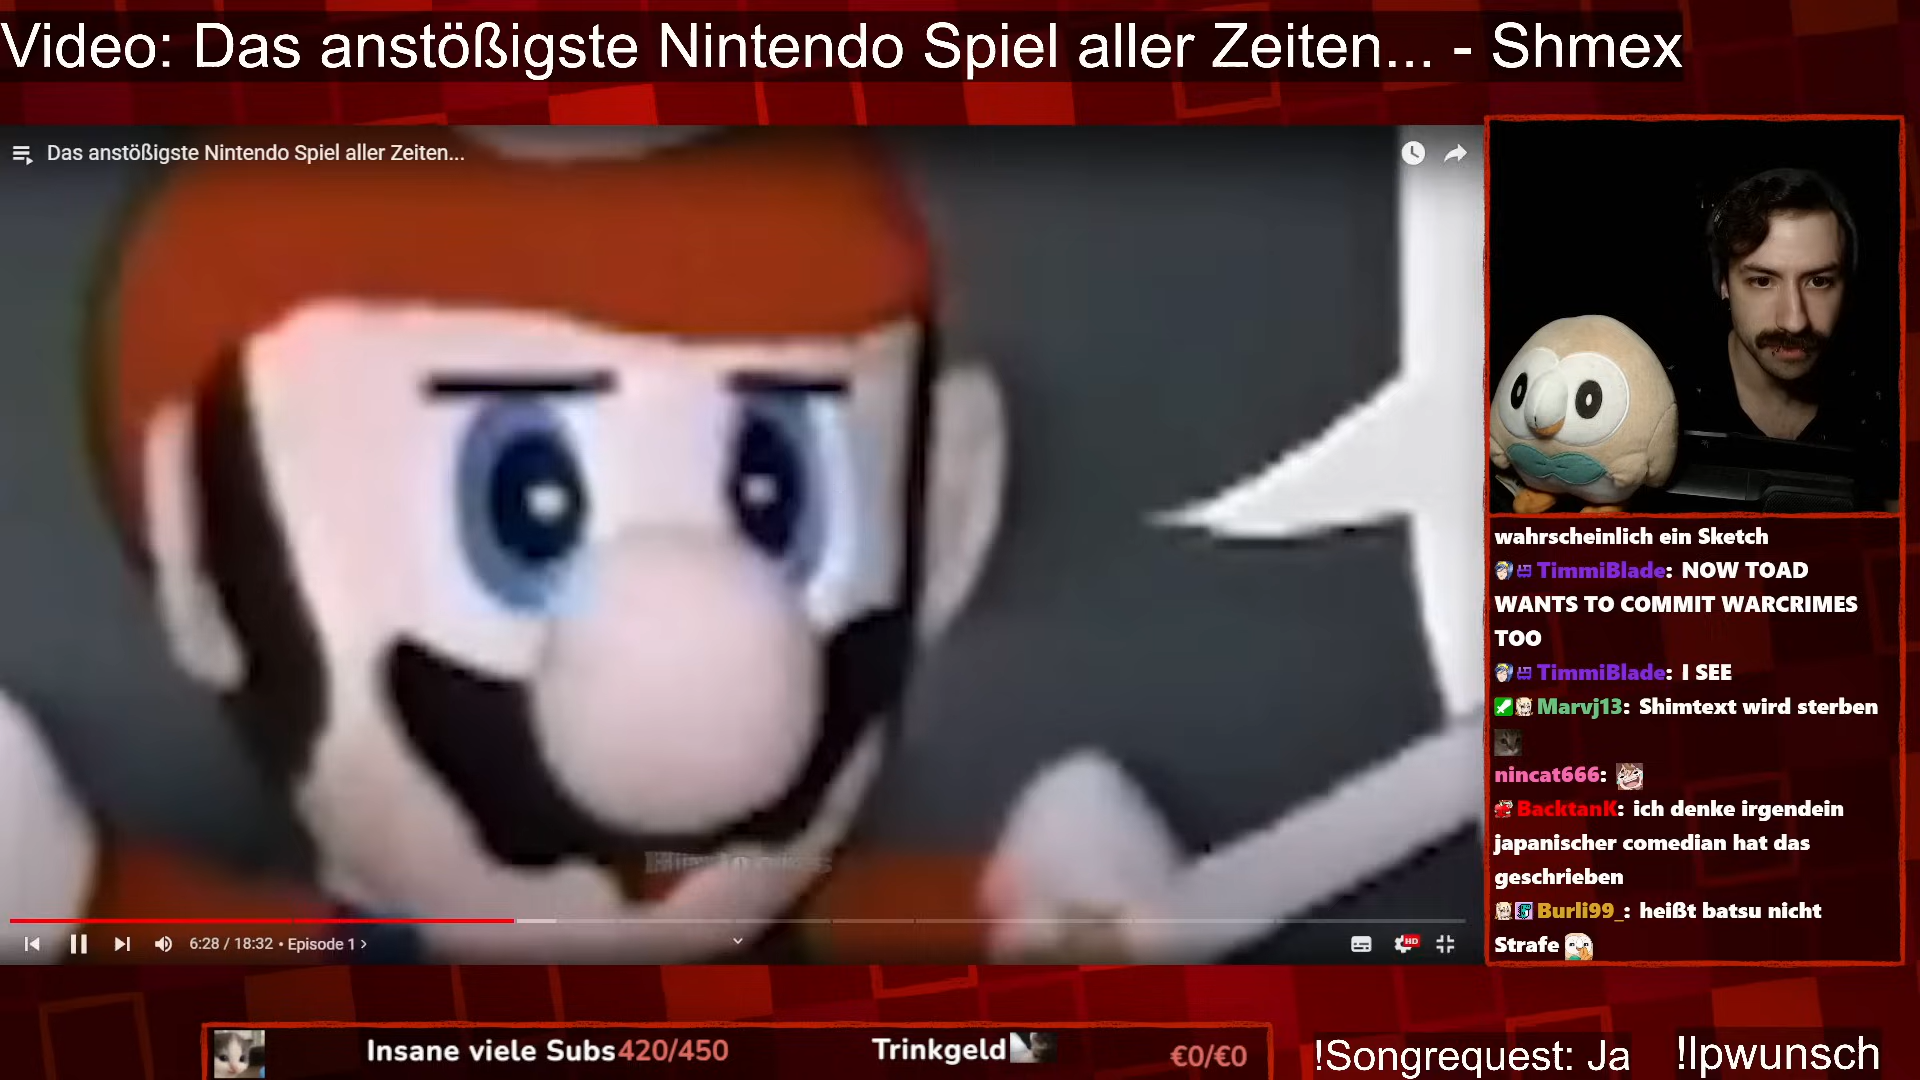 Video: Das anstößigste Nintendo Spiel aller Zeiten... - Shmex
Das anstößigste Nintendo Spiel aller Zeiten...
6:28 / 18:32 • Episode 1 ›
HD
wahrscheinlich ein Sketch
TimmiBlade: NOW TOAD
WANTS TO COMMIT WARCRIMES
TOO
TimmiBlade: I SEE
Marvj13: Shimtext wird sterben
nincat666:
BacktanK: ich denke irgendein
japanischer comedian hat das
geschrieben
Burli99_: heißt batsu nicht
Strafe
Insane viele Subs 420/450
Trinkgeld €0/€0
!Songrequest: Ja
!lpwunsch